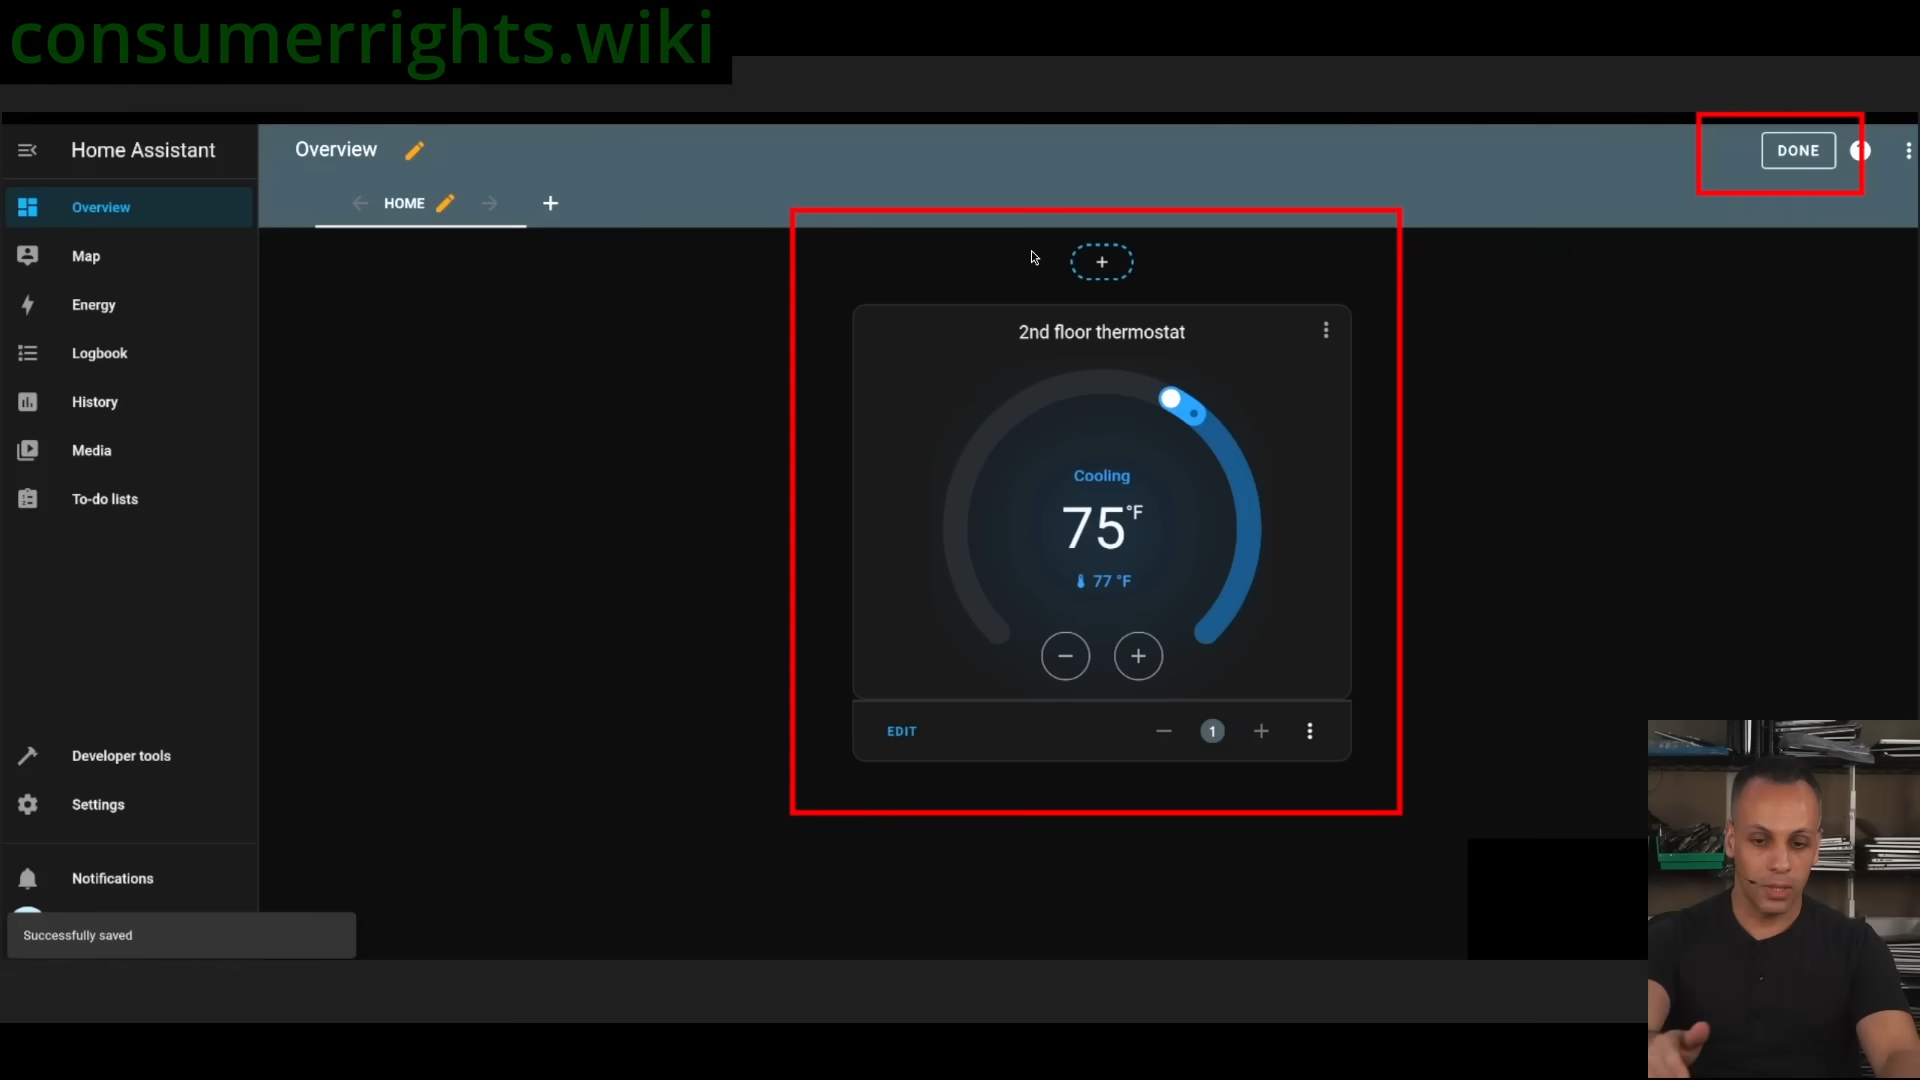 consumerrights.wiki
Home Assistant
Overview
DONE
HOME
Overview
Map
Energy
Logbook
History
Media
To-do lists
Developer tools
Settings
Notifications
Successfully saved
2nd floor thermostat
Cooling
75 °F
77 °F
EDIT
1